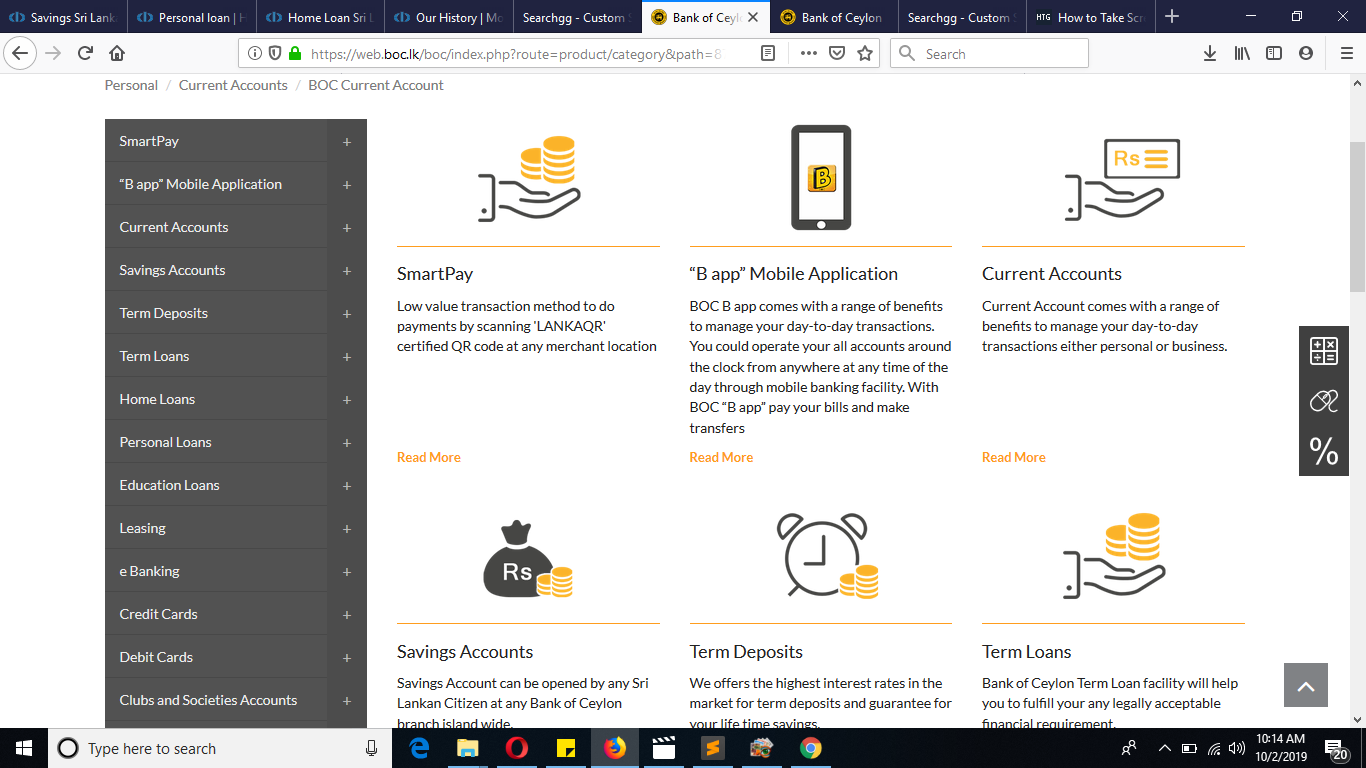 Savings Sri Lank
Personal loan | H
Home Loan Sri L
Our History | Mo
Searchgg - Custom S
Bank of Ceylo
Bank of Ceylon
Searchgg - Custom S
HTG How to Take Scre
https://web.boc.lk/boc/index.php?route=product/category&path=8
Search
Personal / Current Accounts / BOC Current Account
SmartPay +
“B app” Mobile Application +
Current Accounts +
Savings Accounts +
Term Deposits +
Term Loans +
Home Loans +
Personal Loans +
Education Loans +
Leasing +
e Banking +
Credit Cards +
Debit Cards +
Clubs and Societies Accounts +
SmartPay
Low value transaction method to do
payments by scanning 'LANKAQR'
certified QR code at any merchant location
Read More
B
“B app” Mobile Application
BOC B app comes with a range of benefits
to manage your day-to-day transactions.
You could operate your all accounts around
the clock from anywhere at any time of the
day through mobile banking facility. With
BOC “B app” pay your bills and make
transfers
Read More
Rs
Current Accounts
Current Account comes with a range of
benefits to manage your day-to-day
transactions either personal or business.
Read More
Rs
Savings Accounts
Savings Account can be opened by any Sri
Lankan Citizen at any Bank of Ceylon
branch island wide.
Term Deposits
We offers the highest interest rates in the
market for term deposits and guarantee for
your life time savings.
Term Loans
Bank of Ceylon Term Loan facility will help
you to fulfill your any legally acceptable
financial requirement.
%
Type here to search
10:14 AM
10/2/2019
20